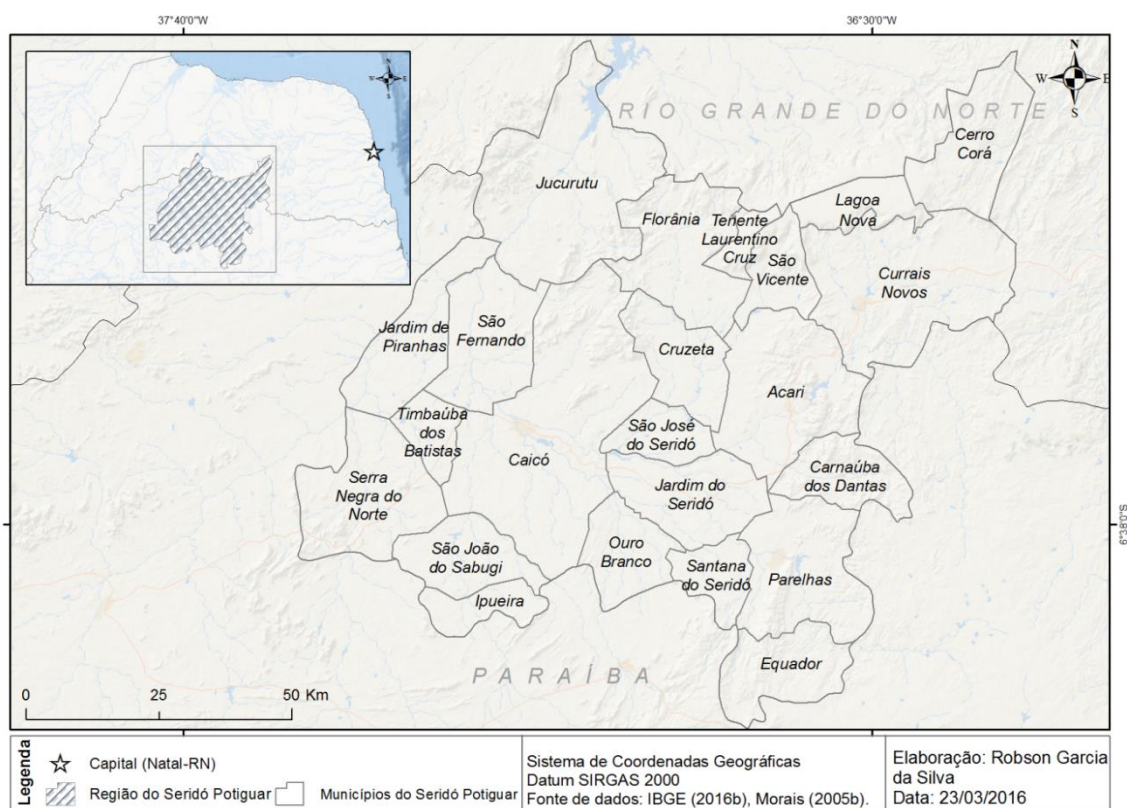 37°40'0"W
36°30'0"W
N
W
E
S
N
W
E
S
RIO GRANDE DO NORTE
Cerro
Corá
Jucurutu
Lagoa
Nova
Florânia
Tenente
Laurentino
Cruz
São
Vicente
Currais
Novos
Jardim de
Piranhas
São
Fernando
Cruzeta
Acari
Timbaúba
dos
Batistas
São José
do Seridó
Caicó
Carnaúba
dos Dantas
Serra
Negra do
Norte
Jardim do
Seridó
6°38'0"S
São João
do Sabugi
Ouro
Branco
Santana
do Seridó
Parelhas
Ipueira
Equador
PARAÍBA
0 25 50 Km
Legenda
Capital (Natal-RN)
Região do Seridó Potiguar
Municípios do Seridó Potiguar
Sistema de Coordenadas Geográficas
Datum SIRGAS 2000
Fonte de dados: IBGE (2016b), Morais (2005b).
Elaboração: Robson Garcia
da Silva
Data: 23/03/2016